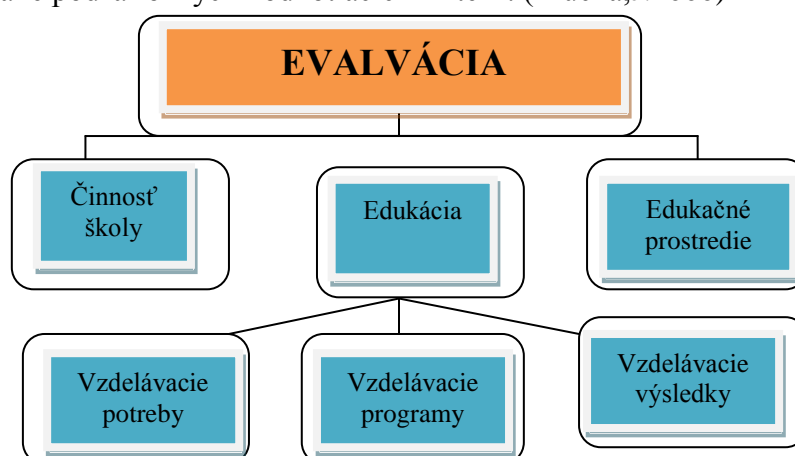 EVALVÁCIA
Činnosť
školy
Edukácia
Edukačné
prostredie
Vzdelávacie
potreby
Vzdelávacie
programy
Vzdelávacie
výsledky